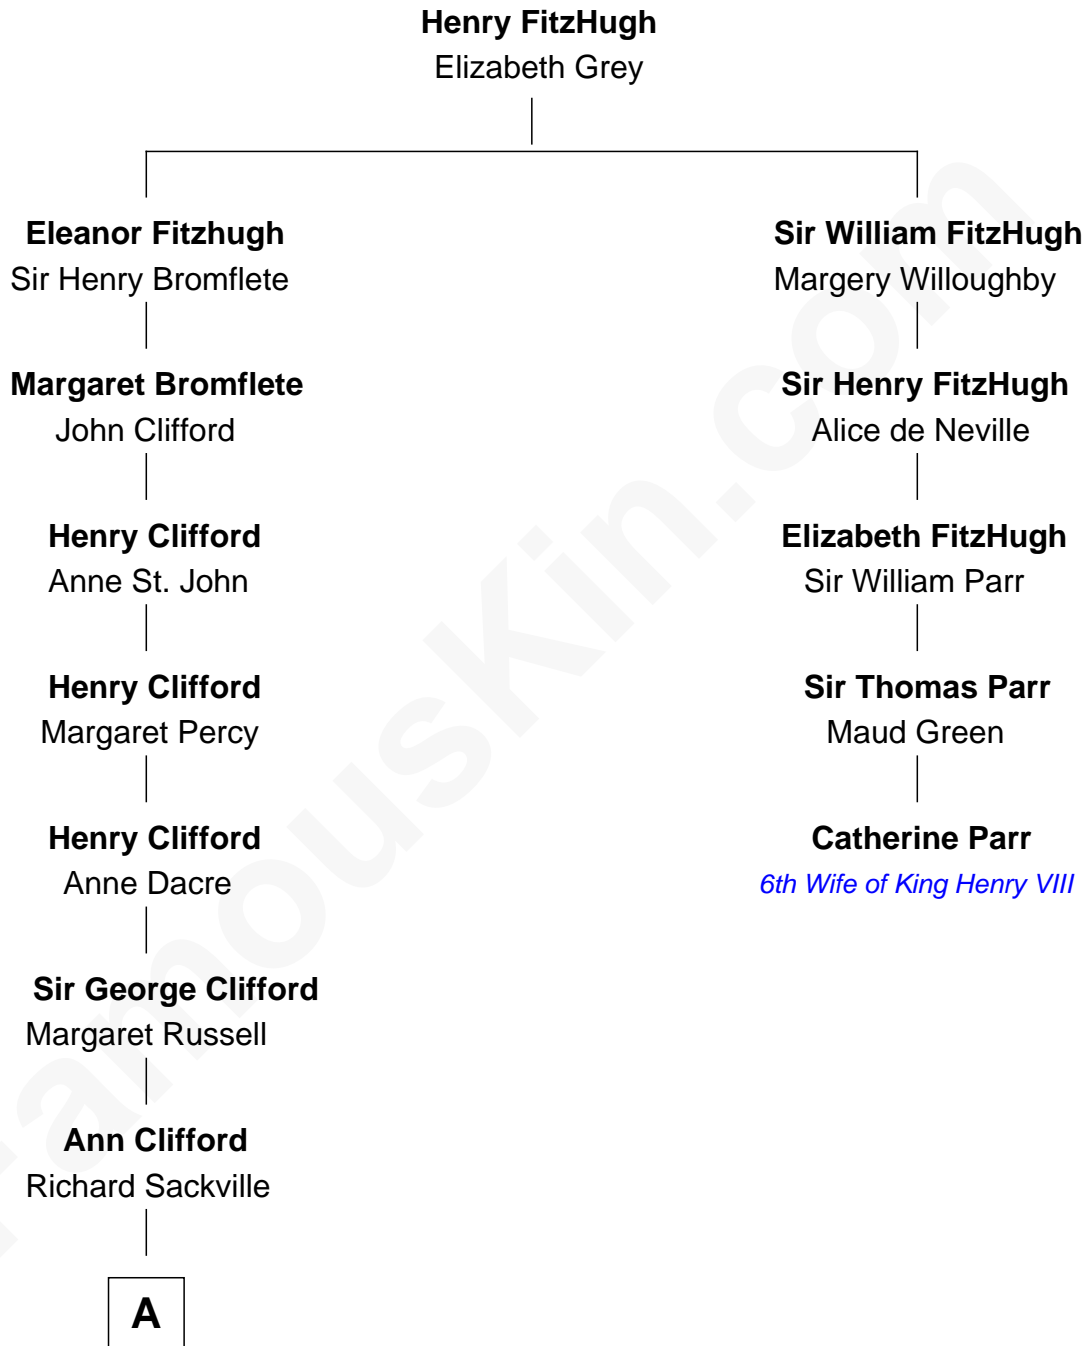 Henry FitzHugh
Elizabeth Grey
Eleanor Fitzhugh
Sir Henry Bromflete
Sir William FitzHugh
Margery Willoughby
Margaret Bromflete
John Clifford
Sir Henry FitzHugh
Alice de Neville
Henry Clifford
Anne St. John
Elizabeth FitzHugh
Sir William Parr
Henry Clifford
Margaret Percy
Sir Thomas Parr
Maud Green
Henry Clifford
Anne Dacre
Catherine Parr
6th Wife of King Henry VIII
Sir George Clifford
Margaret Russell
Ann Clifford
Richard Sackville
A
FamousKin.com